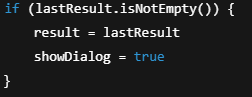 if (lastResult.isNotEmpty()) {
    result = lastResult
    showDialog = true
}